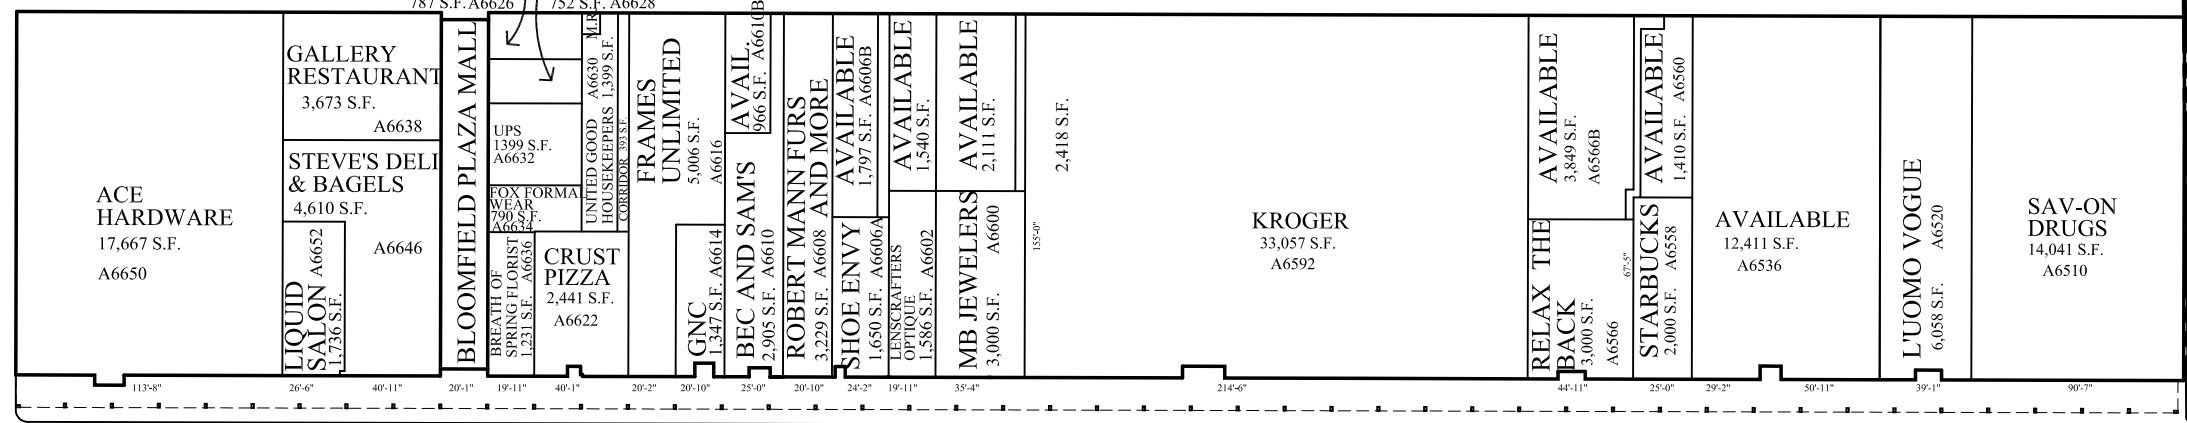 787 S.F. A6626
752 S.F. A6628
ACE
HARDWARE
17,667 S.F.
A6650
GALLERY
RESTAURANT
3,673 S.F.
A6638
STEVE'S DELI
& BAGELS
4,610 S.F.
A6646
LIQUID
SALON A6652
1,736 S.F.
BLOOMFIELD PLAZA MALL
UPS
1399 S.F.
A6632
FOX FORMAL
WEAR
790 S.F.
A6634
BREATH OF
SPRING FLORIST
1,231 S.F. A6636
CRUST
PIZZA
2,441 S.F.
A6622
M.R.
UNITED GOOD A6630
HOUSEKEEPERS 1,399 S.F.
CORRIDOR 393 S.F.
FRAMES
UNLIMITED
5,006 S.F.
A6616
GNC
1,347 S.F. A6614
AVAIL.
966 S.F. A6610B
BEC AND SAM'S
2,905 S.F. A6610
ROBERT MANN FURS
AND MORE
3,229 S.F. A6608
AVAILABLE
1,797 S.F. A6606B
SHOE ENVY
1,650 S.F. A6606A
AVAILABLE
1,540 S.F.
LENSCRAFTERS
OPTIQUE
1,586 S.F. A6602
AVAILABLE
2,111 S.F.
MB JEWELERS
3,000 S.F. A6600
2,418 S.F.
155'-0"
KROGER
33,057 S.F.
A6592
AVAILABLE
3,849 S.F.
A6566B
RELAX THE
BACK
3,000 S.F.
A6566
67'-5"
AVAILABLE
1,410 S.F. A6560
STARBUCKS
2,000 S.F. A6558
AVAILABLE
12,411 S.F.
A6536
L'UOMO VOGUE
6,058 S.F. A6520
SAV-ON
DRUGS
14,041 S.F.
A6510
113'-8" 26'-6" 40'-11" 20'-1" 19'-11" 40'-1" 20'-2" 20'-10" 25'-0" 20'-10" 24'-2" 19'-11" 35'-4" 214'-6" 44'-11" 25'-0" 29'-2" 50'-11" 39'-1" 90'-7"